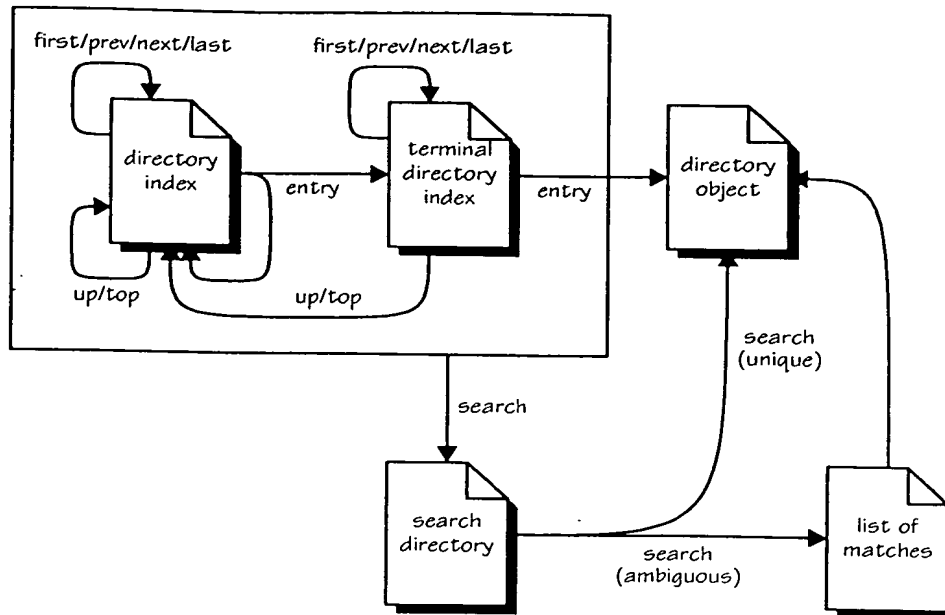 first/prev/next/last
first/prev/next/last
directory
index
entry
terminal
directory
index
entry
directory
object
up/top
up/top
search
(unique)
search
search
directory
search
(ambiguous)
list of
matches